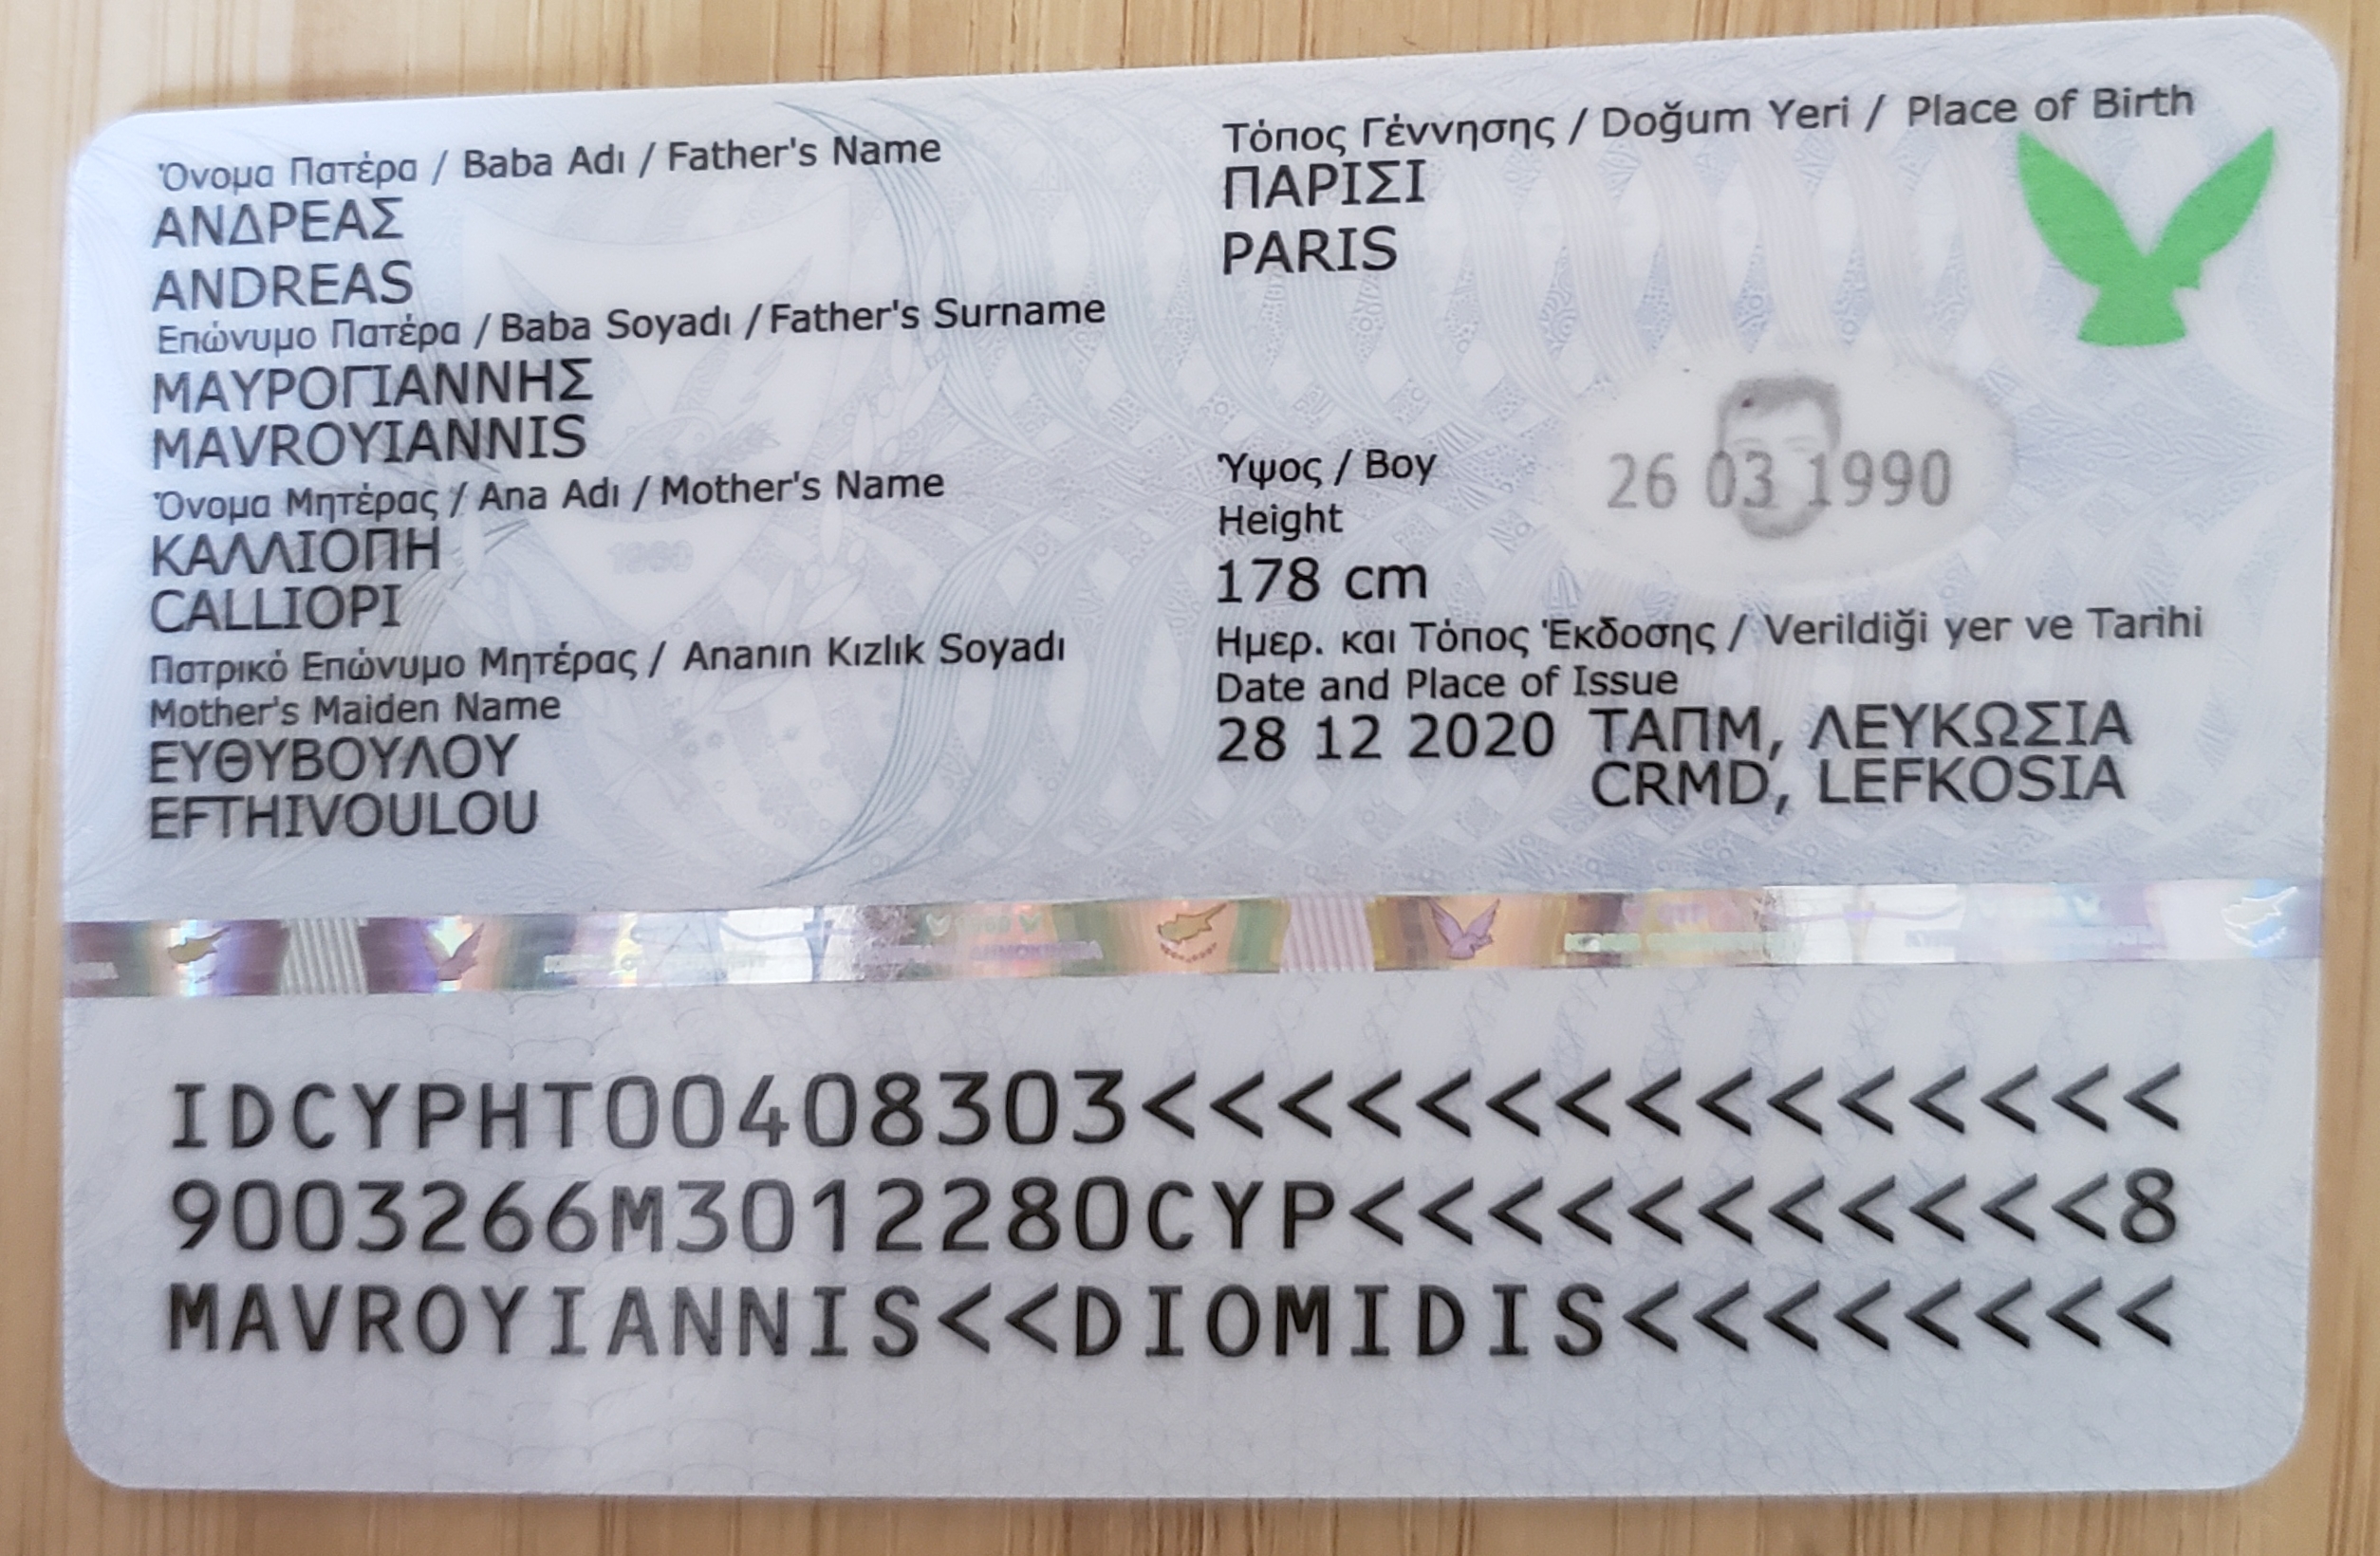 Όνομα Πατέρα / Baba Adı / Father's Name
ΑΝΔΡΕΑΣ
ANDREAS
Επώνυμο Πατέρα / Baba Soyadı / Father's Surname
ΜΑΥΡΟΓΙΑΝΝΗΣ
MAVROYIANNIS
Όνομα Μητέρας / Ana Adı / Mother's Name
ΚΑΛΛΙΟΠΗ
CALLIOPI
Πατρικό Επώνυμο Μητέρας / Ananın Kızlık Soyadı
Mother's Maiden Name
ΕΥΘΥΒΟΥΛΟΥ
EFTHIVOULOU
Τόπος Γέννησης / Doğum Yeri / Place of Birth
ΠΑΡΙΣΙ
PARIS
Ύψος / Boy
Height
178 cm
26 03 1990
Ημερ. και Τόπος Έκδοσης / Verildiği yer ve Tarihi
Date and Place of Issue
28 12 2020 ΤΑΠΜ, ΛΕΥΚΩΣΙΑ
CRMD, LEFKOSIA
1960
IDCYPHT00408303<<<<<<<<<<<<<<<
9003266M3012280CYP<<<<<<<<<<<8
MAVROYIANNIS<<DIOMIDIS<<<<<<<<